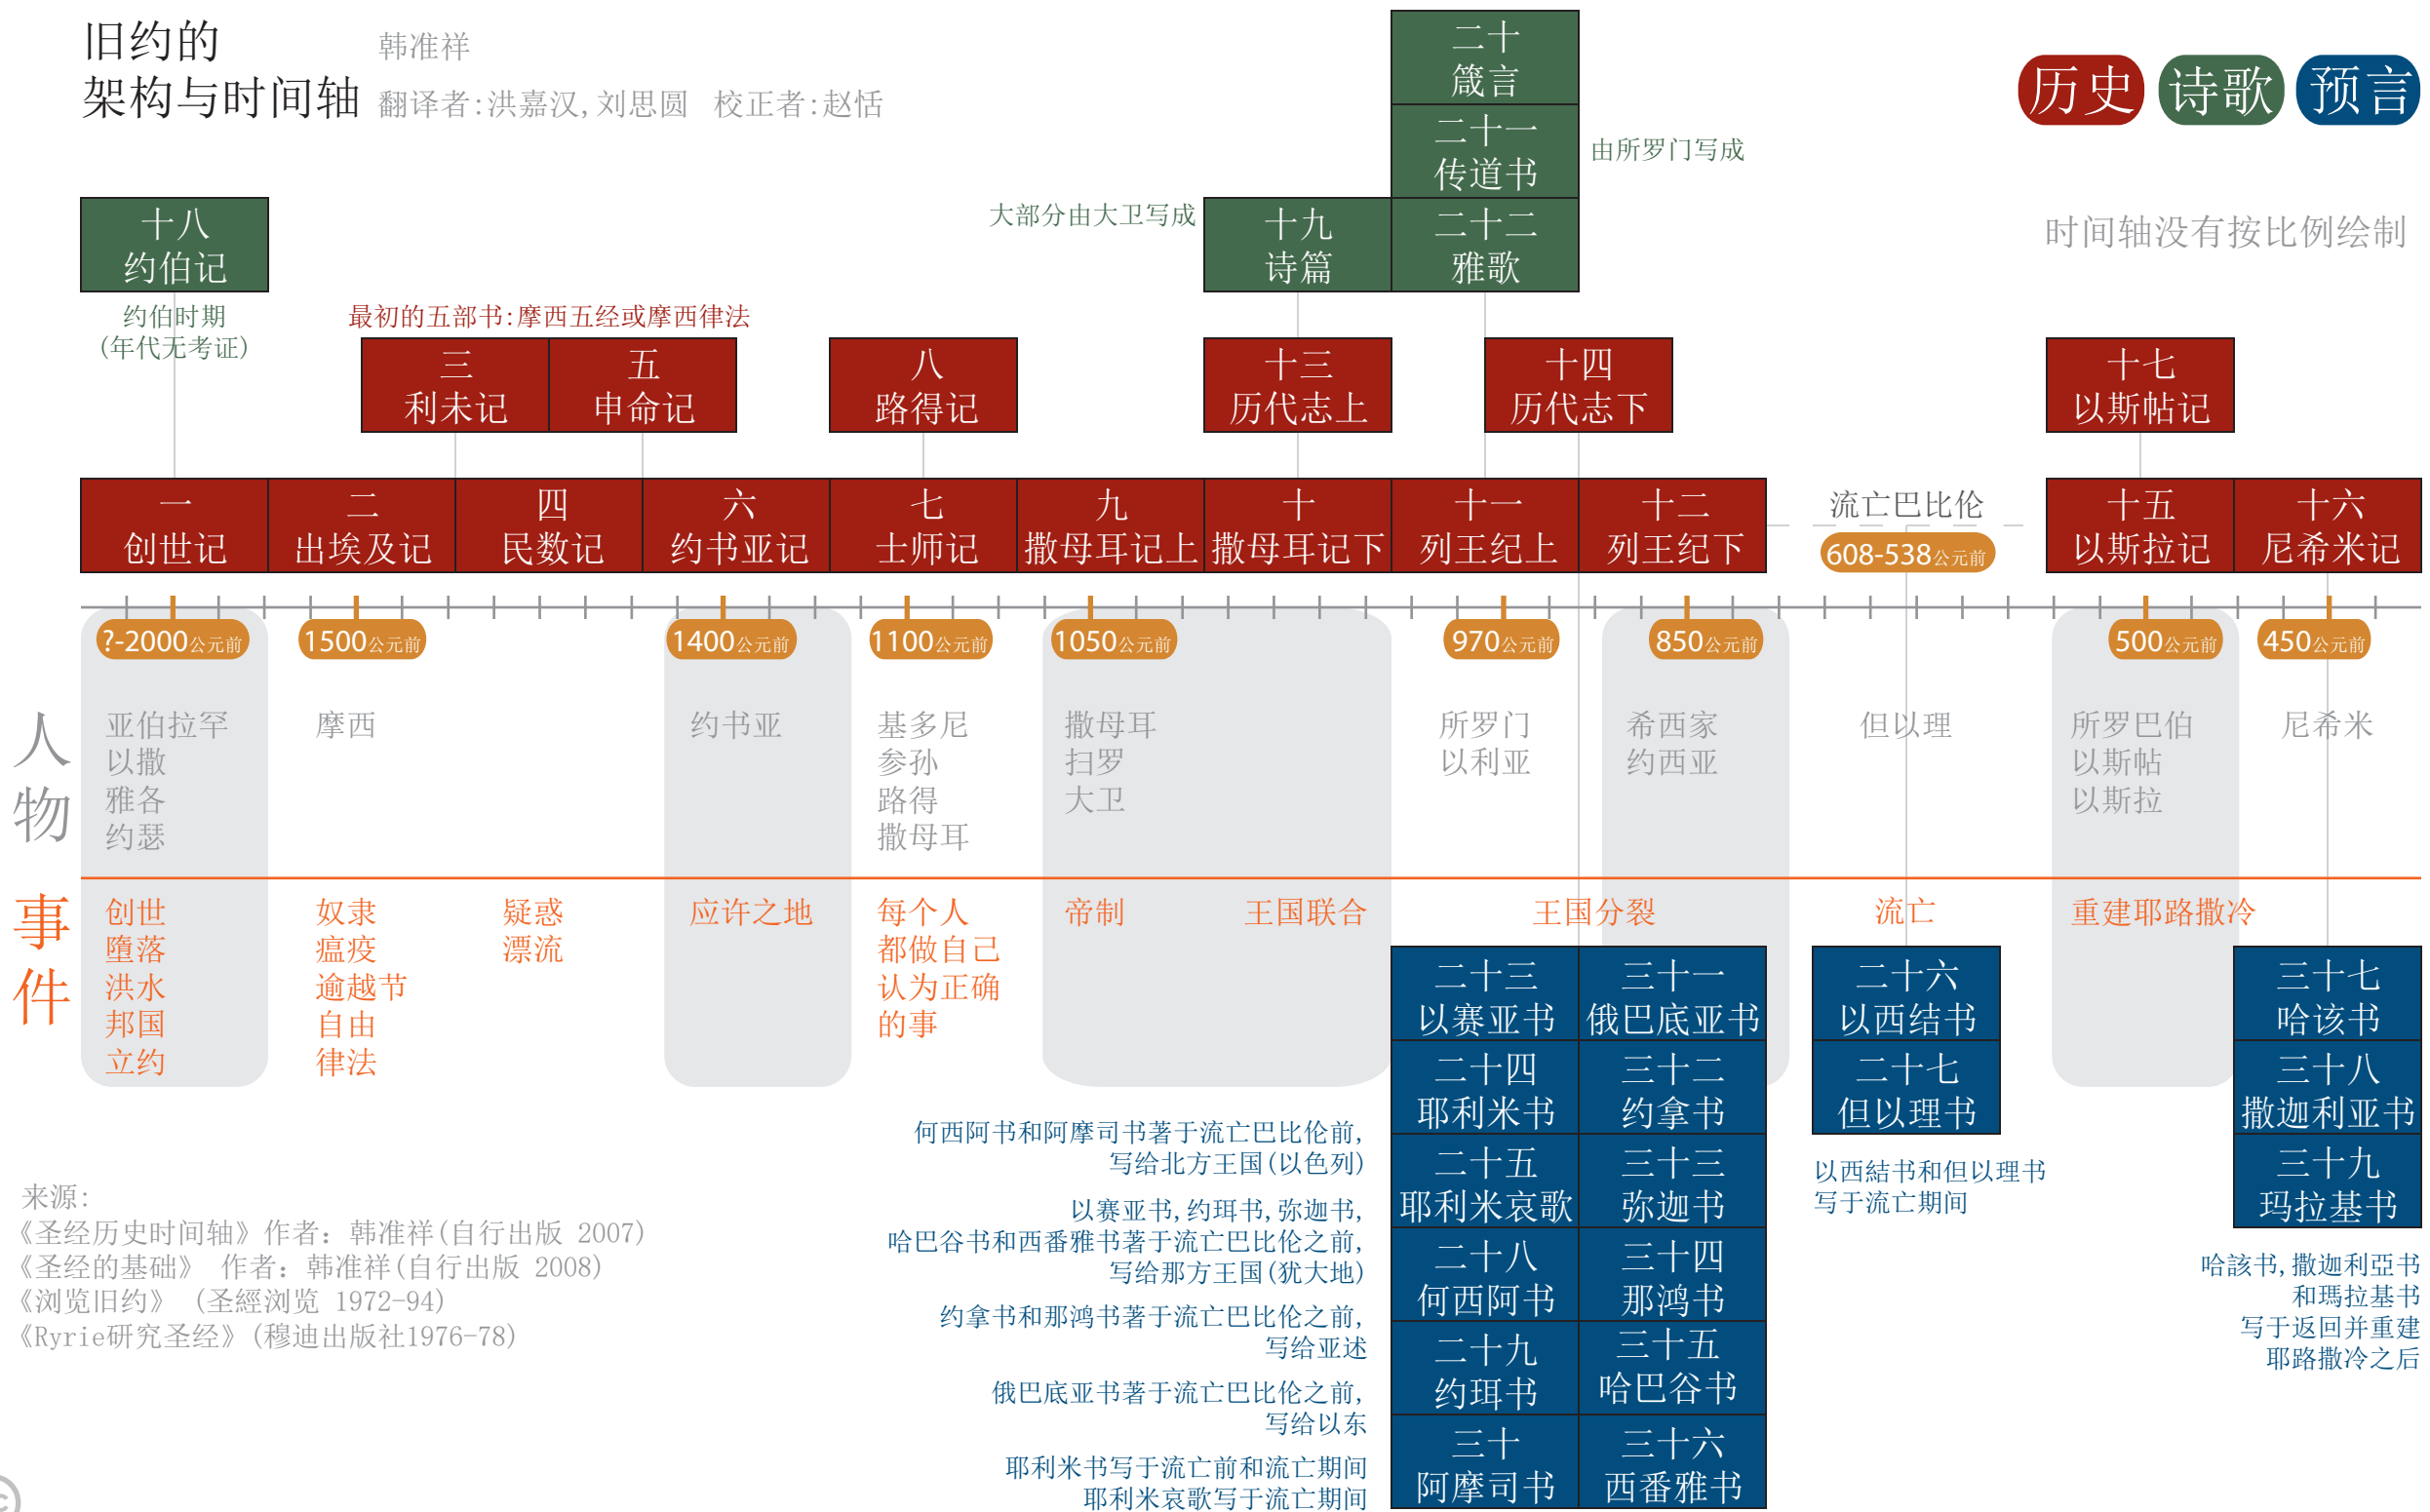 旧约的
架构与时间轴
韩准祥
翻译者:洪嘉汉,刘思圆 校正者:赵恬
历史
诗歌
预言
时间轴没有按比例绘制
二十
箴言
二十一
传道书
由所罗门写成
大部分由大卫写成
十八
约伯记
十九
诗篇
二十二
雅歌
约伯时期
(年代无考证)
最初的五部书:摩西五经或摩西律法
三
利未记
五
申命记
八
路得记
十三
历代志上
十四
历代志下
十七
以斯帖记
一
创世记
二
出埃及记
四
民数记
六
约书亚记
七
士师记
九
撒母耳记上
十
撒母耳记下
十一
列王纪上
十二
列王纪下
流亡巴比伦
608-538公元前
十五
以斯拉记
十六
尼希米记
?-2000公元前
1500公元前
1400公元前
1100公元前
1050公元前
970公元前
850公元前
500公元前
450公元前
人物
亚伯拉罕
以撒
雅各
约瑟
摩西
约书亚
基多尼
参孙
路得
撒母耳
撒母耳
扫罗
大卫
所罗门
以利亚
希西家
约西亚
但以理
所罗巴伯
以斯帖
以斯拉
尼希米
事件
创世
墮落
洪水
邦国
立约
奴隶
瘟疫
逾越节
自由
律法
疑惑
漂流
应许之地
每个人
都做自己
认为正确
的事
帝制
王国联合
王国分裂
流亡
重建耶路撒冷
二十三
以赛亚书
三十一
俄巴底亚书
二十四
耶利米书
三十二
约拿书
二十五
耶利米哀歌
三十三
弥迦书
二十八
何西阿书
三十四
那鸿书
二十九
约珥书
三十五
哈巴谷书
三十
阿摩司书
三十六
西番雅书
二十六
以西结书
二十七
但以理书
以西結书和但以理书
写于流亡期间
三十七
哈该书
三十八
撒迦利亚书
三十九
玛拉基书
哈該书,撒迦利亞书
和瑪拉基书
写于返回并重建
耶路撒冷之后
何西阿书和阿摩司书著于流亡巴比伦前,
写给北方王国(以色列)
以赛亚书,约珥书,弥迦书,
哈巴谷书和西番雅书著于流亡巴比伦之前,
写给那方王国(犹大地)
约拿书和那鸿书著于流亡巴比伦之前,
写给亚述
俄巴底亚书著于流亡巴比伦之前,
写给以东
耶利米书写于流亡前和流亡期间
耶利米哀歌写于流亡期间
来源:
《圣经历史时间轴》作者: 韩准祥(自行出版 2007)
《圣经的基础》 作者: 韩准祥(自行出版 2008)
《浏览旧约》 (圣經浏览 1972-94)
《Ryrie研究圣经》(穆迪出版社1976-78)